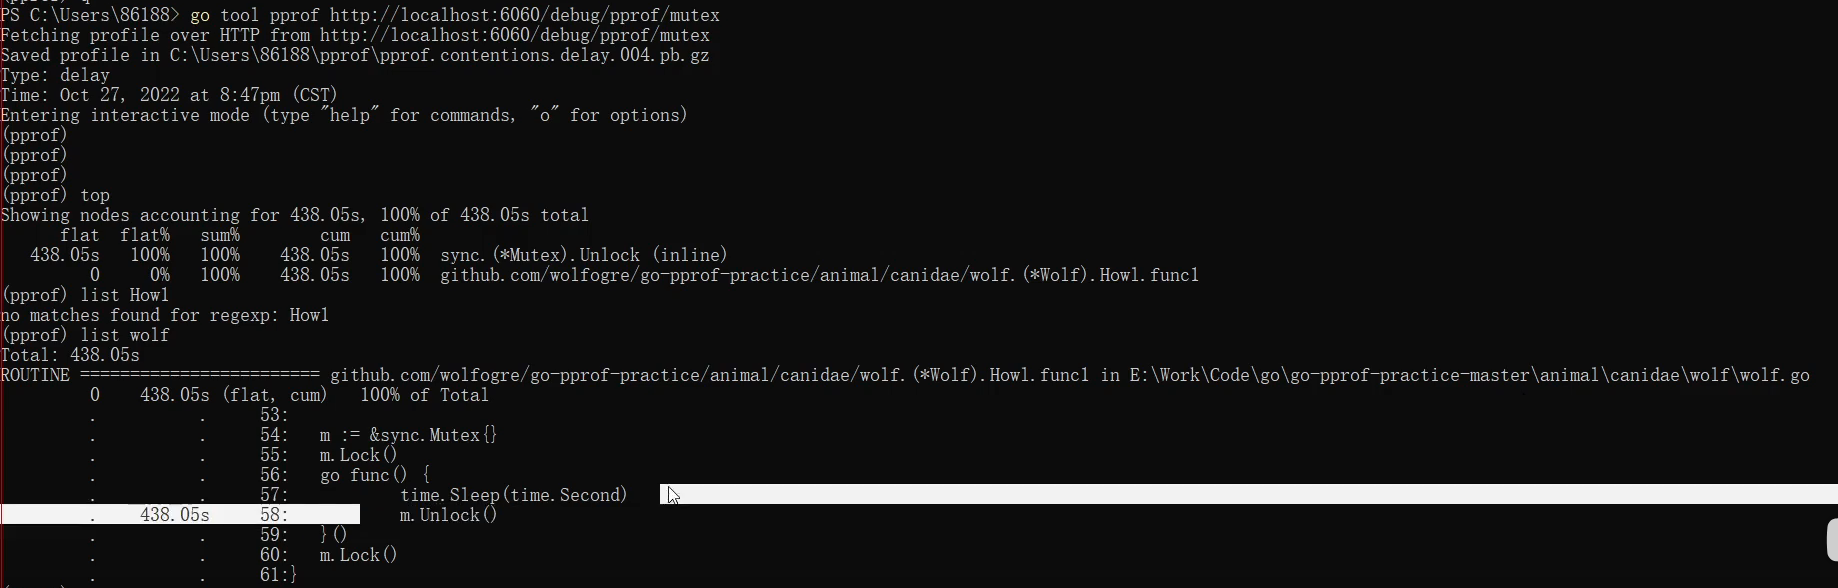 PS C:\Users\86188> go tool pprof http://localhost:6060/debug/pprof/mutex
Fetching profile over HTTP from http://localhost:6060/debug/pprof/mutex
Saved profile in C:\Users\86188\pprof\pprof.contentions.delay.004.pb.gz
Type: delay
Time: Oct 27, 2022 at 8:47pm (CST)
Entering interactive mode (type "help" for commands, "o" for options)
(pprof)
(pprof)
(pprof)
(pprof) top
Showing nodes accounting for 438.05s, 100% of 438.05s total
      flat  flat%   sum%        cum   cum%
   438.05s   100%   100%    438.05s   100%  sync.(*Mutex).Unlock (inline)
         0     0%   100%    438.05s   100%  github.com/wolfogre/go-pprof-practice/animal/canidae/wolf.(*Wolf).Howl.func1
(pprof) list Howl
no matches found for regexp: Howl
(pprof) list wolf
Total: 438.05s
ROUTINE ======================== github.com/wolfogre/go-pprof-practice/animal/canidae/wolf.(*Wolf).Howl.func1 in E:\Work\Code\go\go-pprof-practice-master\animal\canidae\wolf\wolf.go
         0    438.05s (flat, cum)   100% of Total
         .          .     53:
         .          .     54:   m := &sync.Mutex{}
         .          .     55:   m.Lock()
         .          .     56:   go func() {
         .          .     57:           time.Sleep(time.Second)
         .    438.05s     58:           m.Unlock()
         .          .     59:   }()
         .          .     60:   m.Lock()
         .          .     61:}